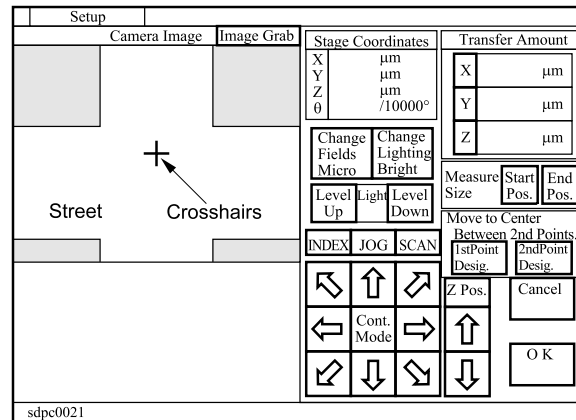 Setup
Camera Image Image Grab
Street
Crosshairs
Stage Coordinates
X μm
Y μm
Z μm
θ /10000°
Transfer Amount
X μm
Y μm
Z μm
Change
Fields
Micro
Change
Lighting
Bright
Level
Up
Light
Level
Down
Measure
Size
Start
Pos.
End
Pos.
Move to Center
Between 2nd Points.
1stPoint
Desig.
2ndPoint
Desig.
INDEX JOG SCAN
Cont.
Mode
Z Pos.
Cancel
O K
sdpc0021